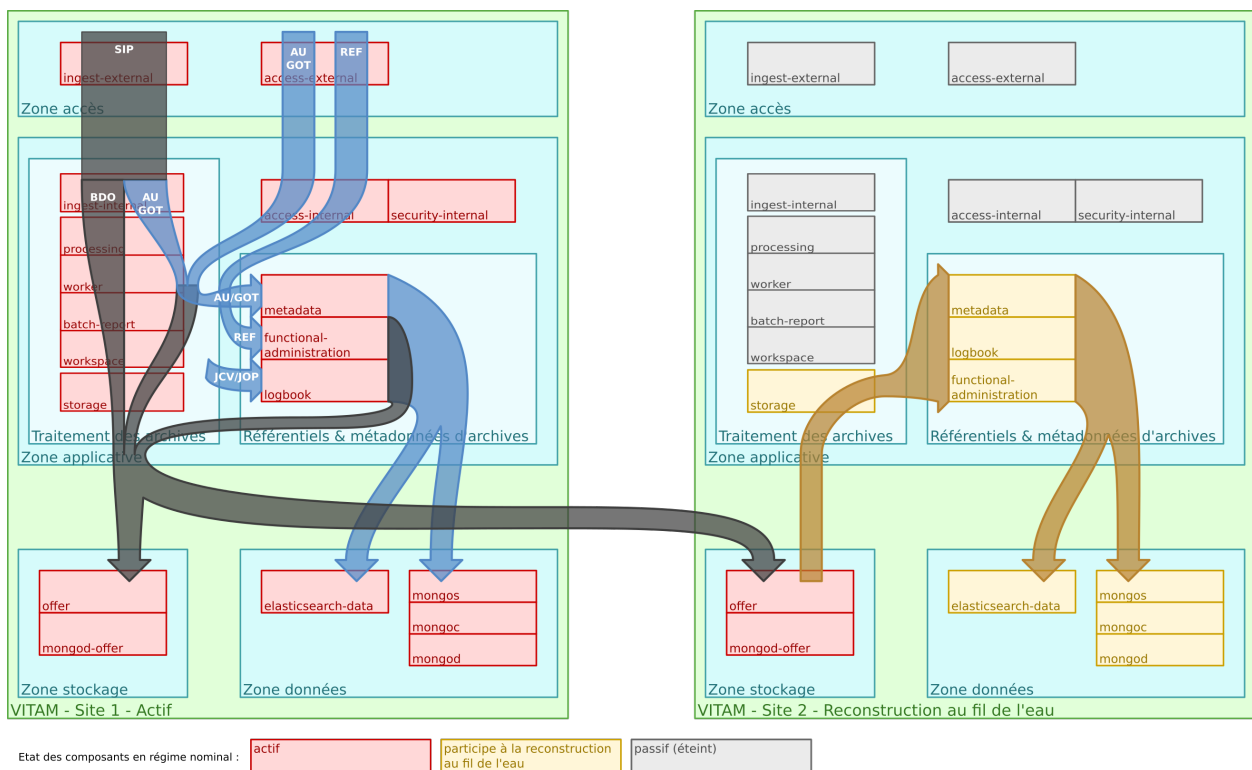 SIP
ingest-external
AU
GOT
REF
access-external
Zone accès
BDO
AU
GOT
ingest-internal
processing
worker
batch-report
workspace
storage
Traitement des archives
access-internal
security-internal
AU/GOT
REF
JCV/JOP
metadata
functional-
administration
logbook
Référentiels & métadonnées d'archives
Zone applicative
offer
mongod-offer
Zone stockage
elasticsearch-data
mongos
mongoc
mongod
Zone données
VITAM - Site 1 - Actif
ingest-external
access-external
Zone accès
ingest-internal
processing
worker
batch-report
workspace
storage
Traitement des archives
access-internal
security-internal
metadata
logbook
functional-
administration
Référentiels & métadonnées d'archives
Zone applicative
offer
mongod-offer
Zone stockage
elasticsearch-data
mongos
mongoc
mongod
Zone données
VITAM - Site 2 - Reconstruction au fil de l'eau
Etat des composants en régime nominal :
actif
participe à la reconstruction
au fil de l'eau
passif (éteint)